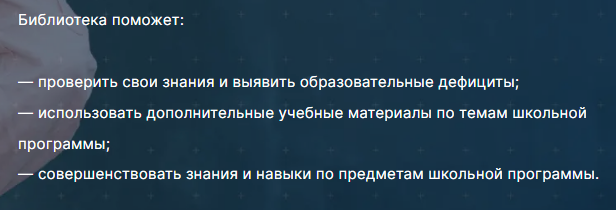 Библиотека поможет:
— проверить свои знания и выявить образовательные дефициты;
— использовать дополнительные учебные материалы по темам школьной
программы;
— совершенствовать знания и навыки по предметам школьной программы.